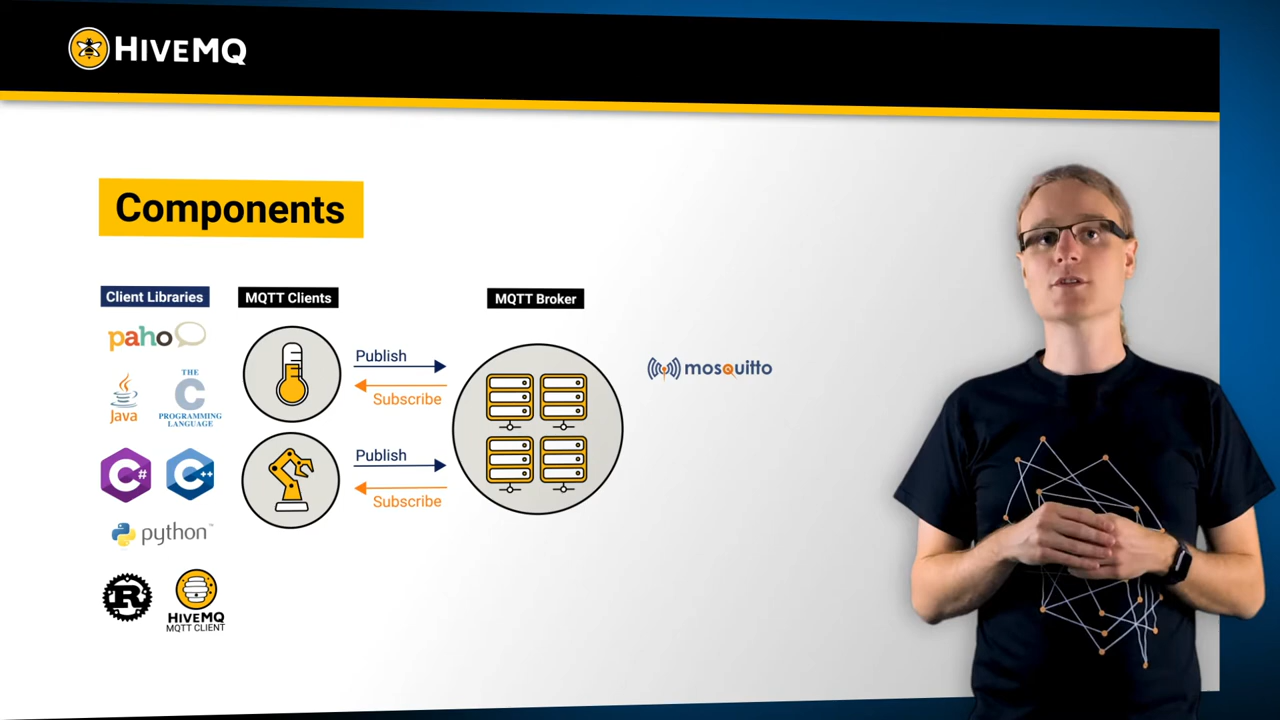 HIVEMQ
Components
Client Libraries
MQTT Clients
MQTT Broker
paho
Java
THE
C
PROGRAMMING
LANGUAGE
C#
C++
python™
R
HIVEMQ
MQTT CLIENT
Publish
Subscribe
Publish
Subscribe
mosquitto